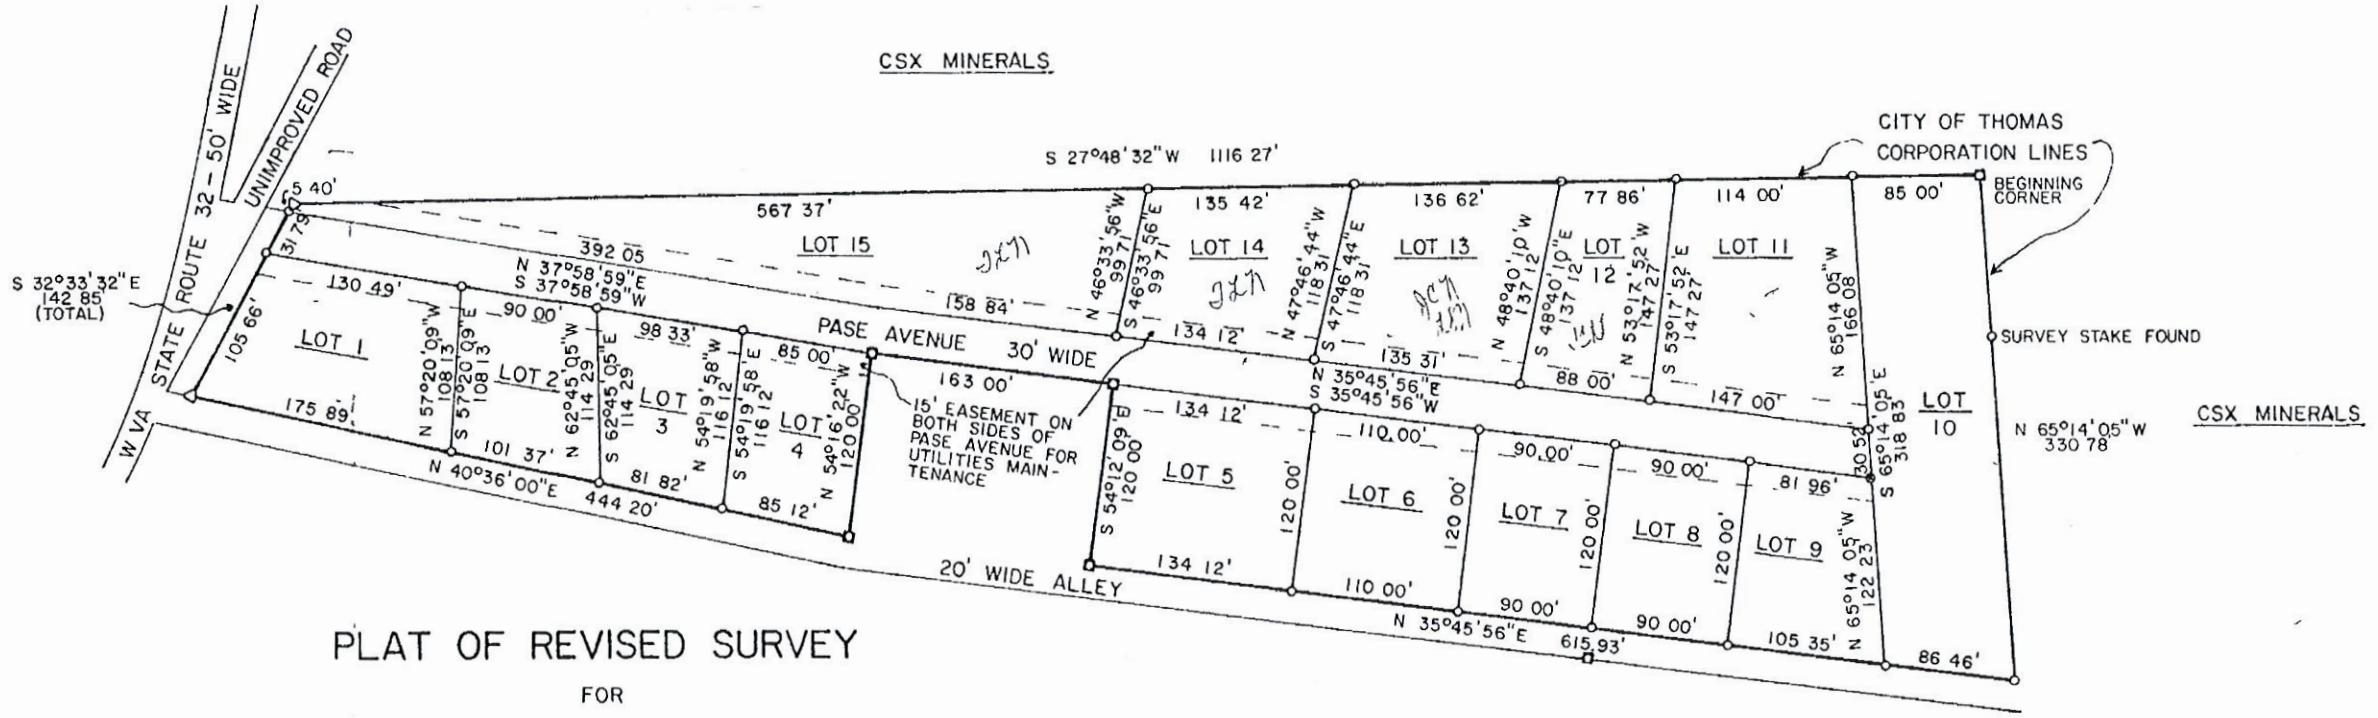 CSX MINERALS
CITY OF THOMAS
CORPORATION LINES
BEGINNING
CORNER
SURVEY STAKE FOUND
CSX MINERALS
N 65°14'05"W
330 78'
S 27°48'32"W 1116 27'
W VA STATE ROUTE 32-50' WIDE
UNIMPROVED ROAD
5 40'
31 79'
S 32°33'32"E
142 85'
(TOTAL)
105 66'
567 37'
135 42'
136 62'
77 86'
114 00'
85 00'
392 05
N 37°58'59"E
S 37°58'59"W
158 84'
LOT 15
N 46°33'56"W
99 71'
S 46°33'56"E
99 71'
LOT 14
134 12'
N 47°46'44"W
118 31'
S 47°46'44"E
118 31'
LOT 13
135 31'
N 48°40'10"W
137 12'
S 48°40'10"E
137 12'
LOT
12
88 00'
N 53°17'52"W
147 27'
S 53°17'52"E
147 27'
LOT 11
147 00'
N 65°14'05"W
166 08
30 52
S 65°14'05"E
318 83
LOT
10
PASE AVENUE 30' WIDE
N 35°45'56"E
S 35°45'56"W
130 49'
LOT 1
175 89'
N 57°20'09"W
108 13
S 57°20'09"E
108 13
90 00'
LOT 2
101 37'
N 62°45'05"W
114 29
S 62°45'05"E
114 29
98 33'
LOT
3
81 82'
N 54°19'58"W
116 12
S 54°19'58"E
116 12
85 00'
LOT
4
85 12'
N 54°16'22"W
120 00'
163 00'
15' EASEMENT ON
BOTH SIDES OF
PASE AVENUE FOR
UTILITIES MAIN-
TENANCE
N 40°36'00"E 444 20'
20' WIDE ALLEY
S 54°12'09"E
120 00'
134 12'
LOT 5
134 12'
120 00'
110.00'
LOT 6
110 00'
120 00'
90.00'
LOT 7
90 00'
120 00'
90 00'
LOT 8
90 00'
120 00'
81 96'
LOT 9
105 35'
N 65°14 05"W
122 23
86 46'
N 35°45'56"E 615.93'
PLAT OF REVISED SURVEY
FOR